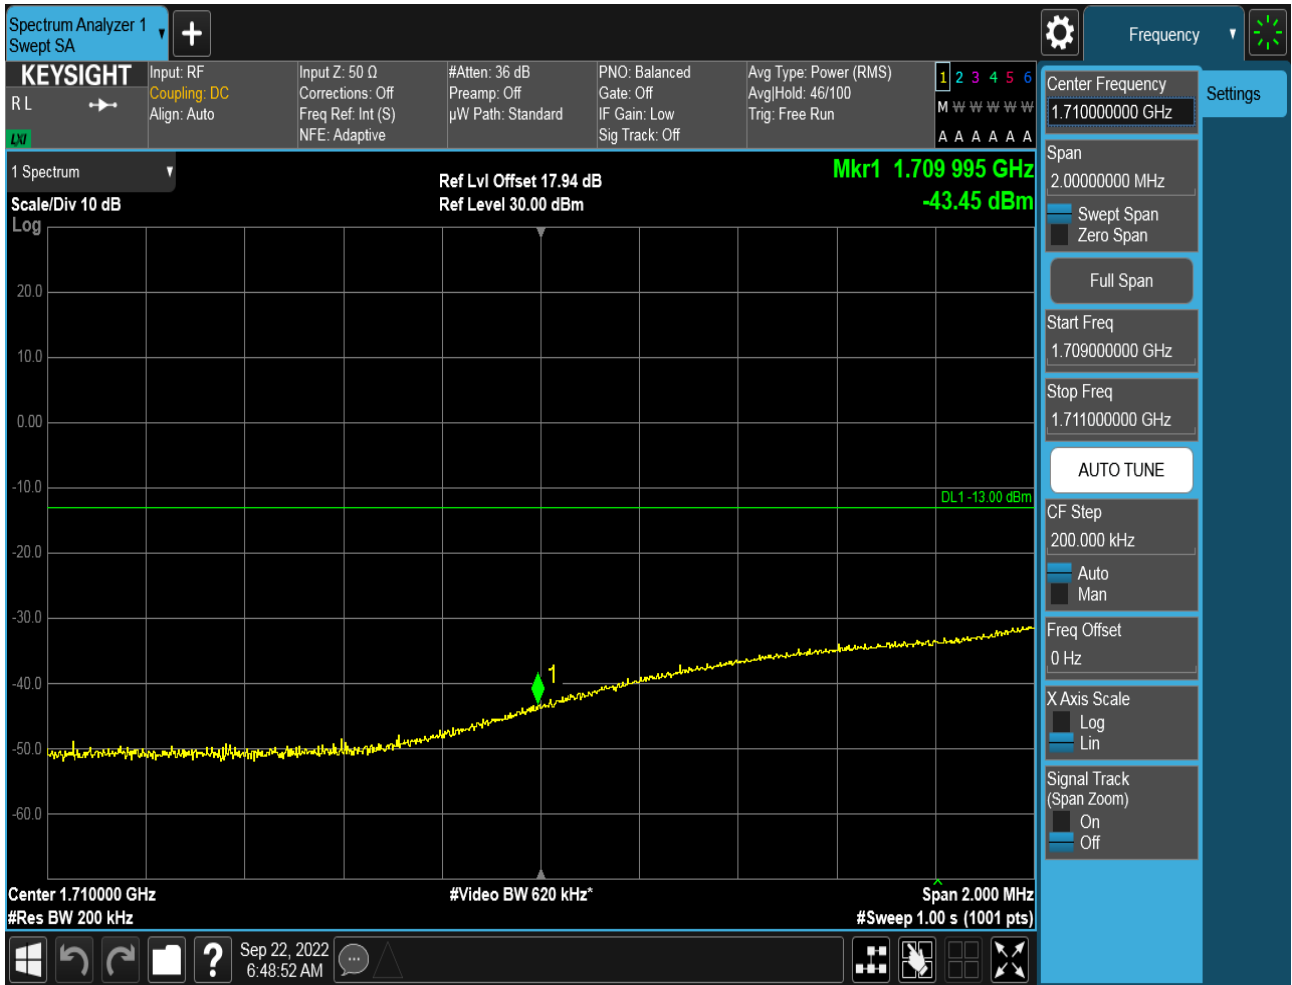 Spectrum Analyzer 1
Swept SA
Frequency
KEYSIGHT
R L
LXI
Input: RF
Coupling: DC
Align: Auto
Input Z: 50 Ω
Corrections: Off
Freq Ref: Int (S)
NFE: Adaptive
#Atten: 36 dB
Preamp: Off
µW Path: Standard
PNO: Balanced
Gate: Off
IF Gain: Low
Sig Track: Off
Avg Type: Power (RMS)
Avg|Hold: 46/100
Trig: Free Run
1 2 3 4 5 6
M W W W W W
A A A A A A
1 Spectrum
Scale/Div 10 dB
Log
Ref Lvl Offset 17.94 dB
Ref Level 30.00 dBm
Mkr1 1.709 995 GHz
-43.45 dBm
20.0
10.0
0.00
-10.0
DL1 -13.00 dBm
-20.0
-30.0
-40.0
1
-50.0
-60.0
Center 1.710000 GHz
#Video BW 620 kHz*
Span 2.000 MHz
#Res BW 200 kHz
#Sweep 1.00 s (1001 pts)
?
Sep 22, 2022
6:48:52 AM
Center Frequency
1.710000000 GHz
Settings
Span
2.00000000 MHz
Swept Span
Zero Span
Full Span
Start Freq
1.709000000 GHz
Stop Freq
1.711000000 GHz
AUTO TUNE
CF Step
200.000 kHz
Auto
Man
Freq Offset
0 Hz
X Axis Scale
Log
Lin
Signal Track
(Span Zoom)
On
Off